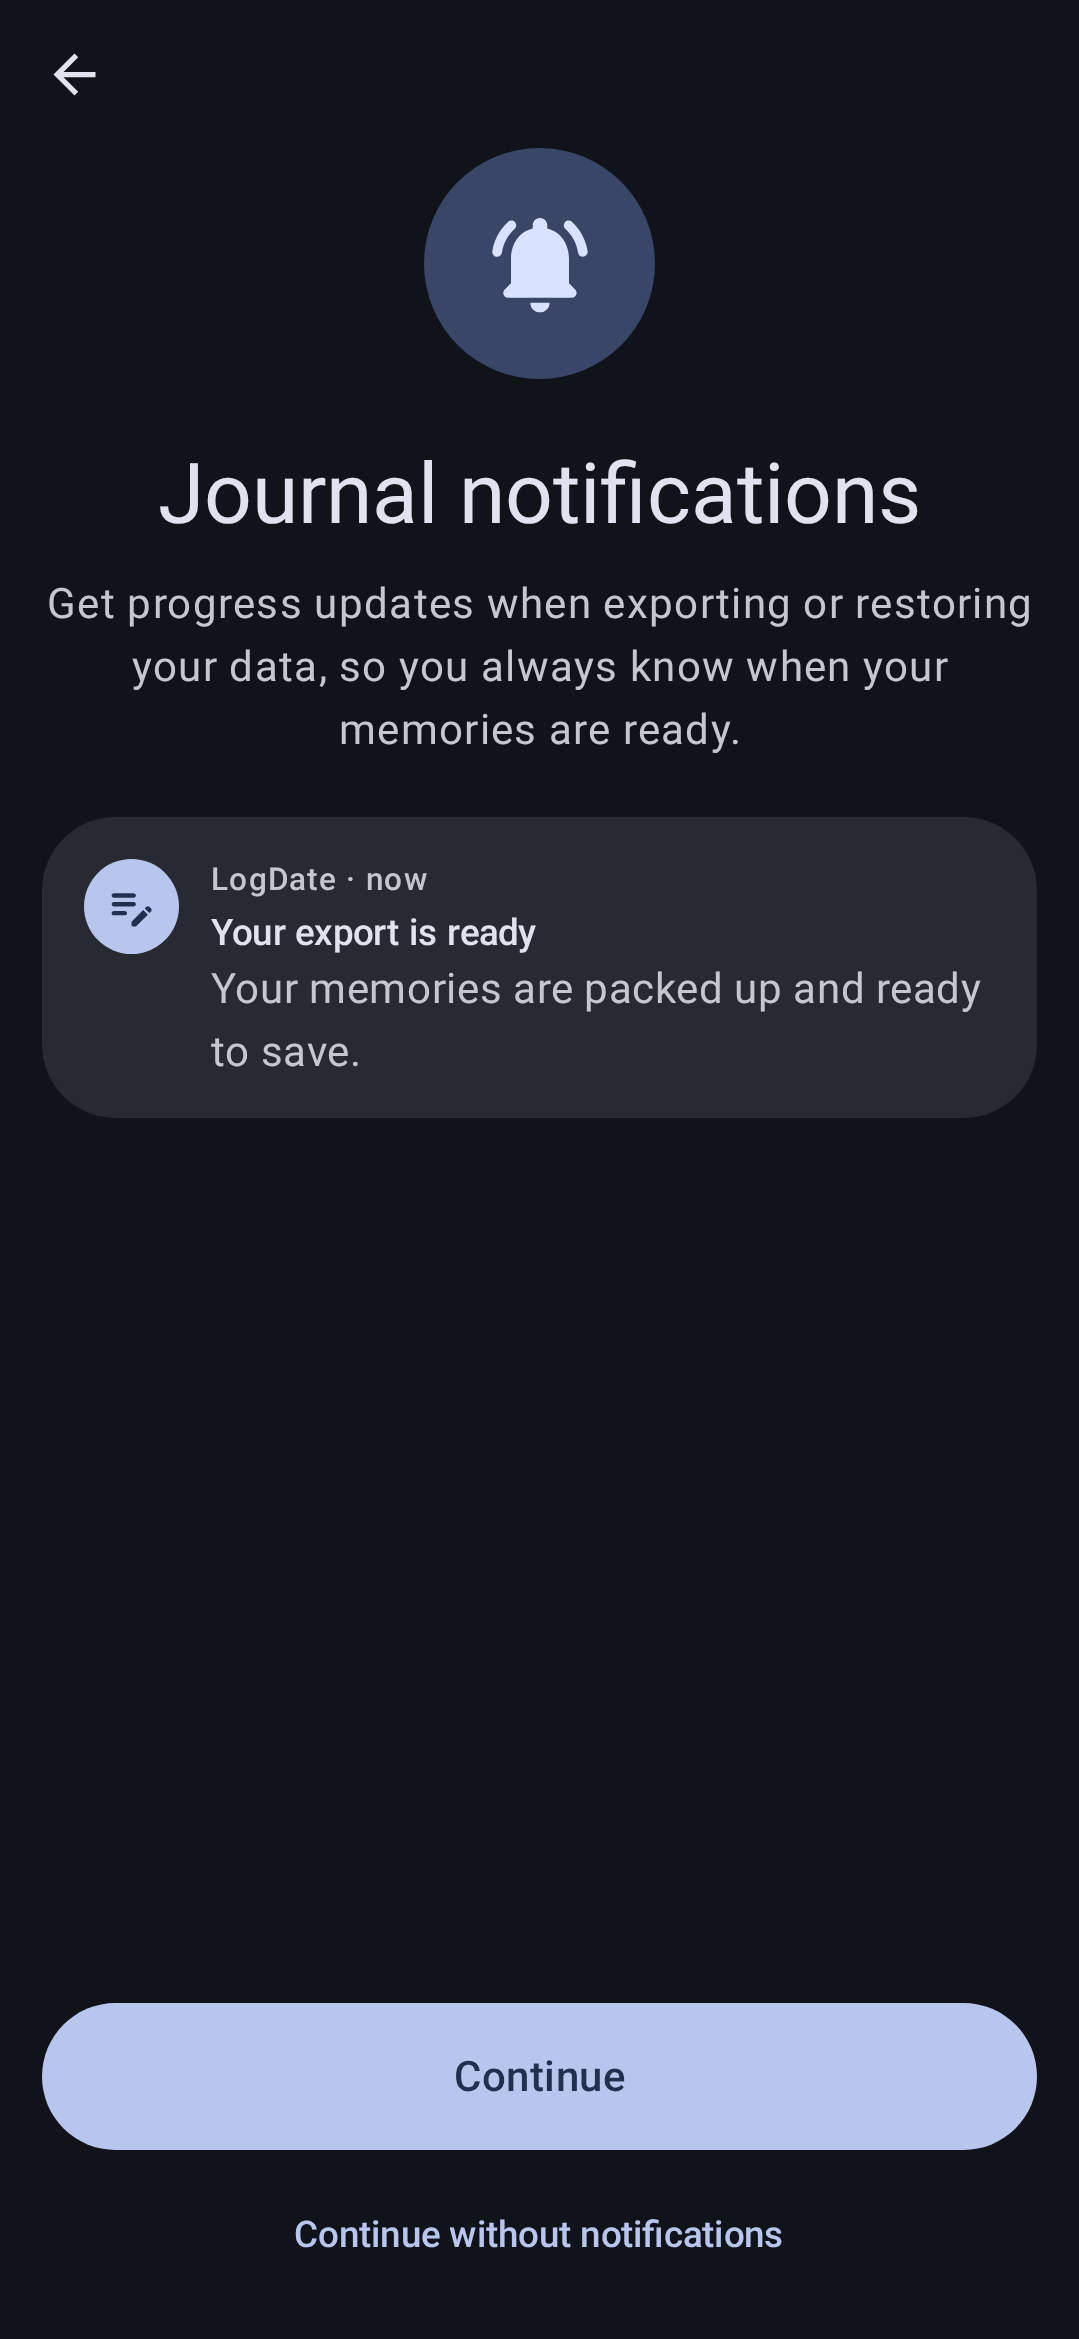 Journal notifications
Get progress updates when exporting or restoring
your data, so you always know when your
memories are ready.
LogDate · now
Your export is ready
Your memories are packed up and ready
to save.
Continue
Continue without notifications